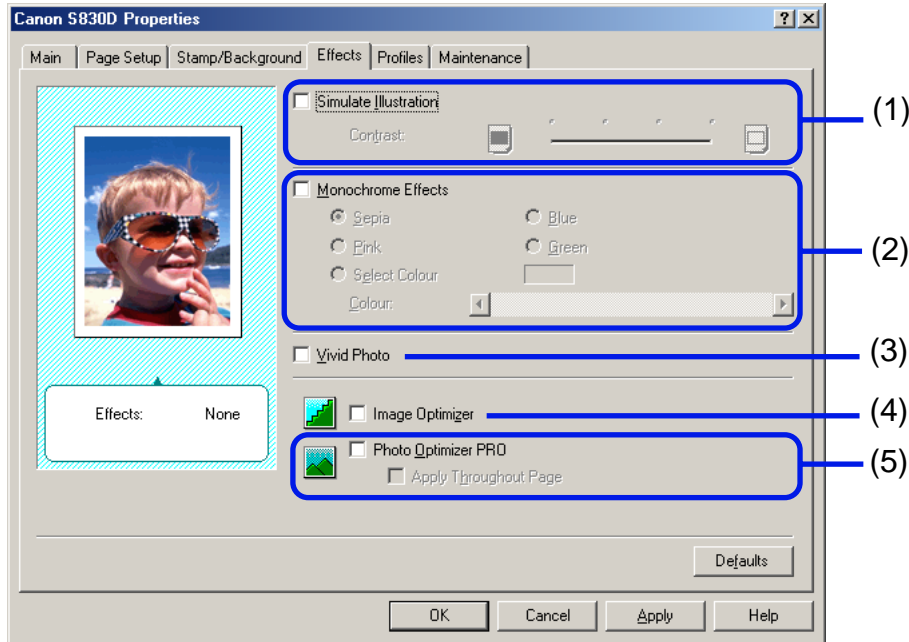 Canon S830D Properties
Main Page Setup Stamp/Background Effects Profiles Maintenance
Simulate Illustration
Contrast:
(1)
Monochrome Effects
Sepia Blue
Pink Green
Select Colour
Colour:
(2)
Vivid Photo
(3)
Effects: None
Image Optimizer
(4)
Photo Optimizer PRO
Apply Throughout Page
(5)
Defaults
OK Cancel Apply Help